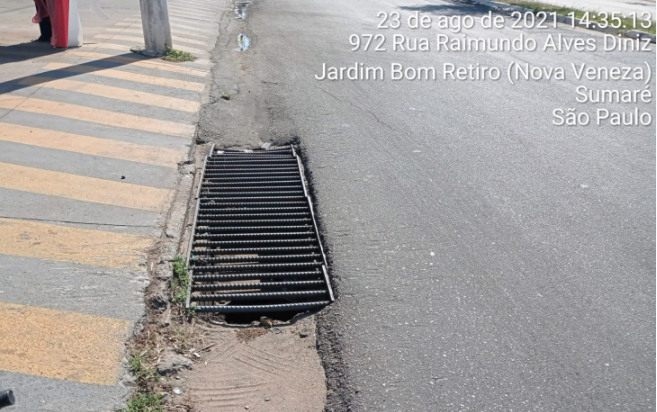 23 de ago de 2021 14:35:13
972 Rua Raimundo Alves Diniz
Jardim Bom Retiro (Nova Veneza)
Sumaré
São Paulo